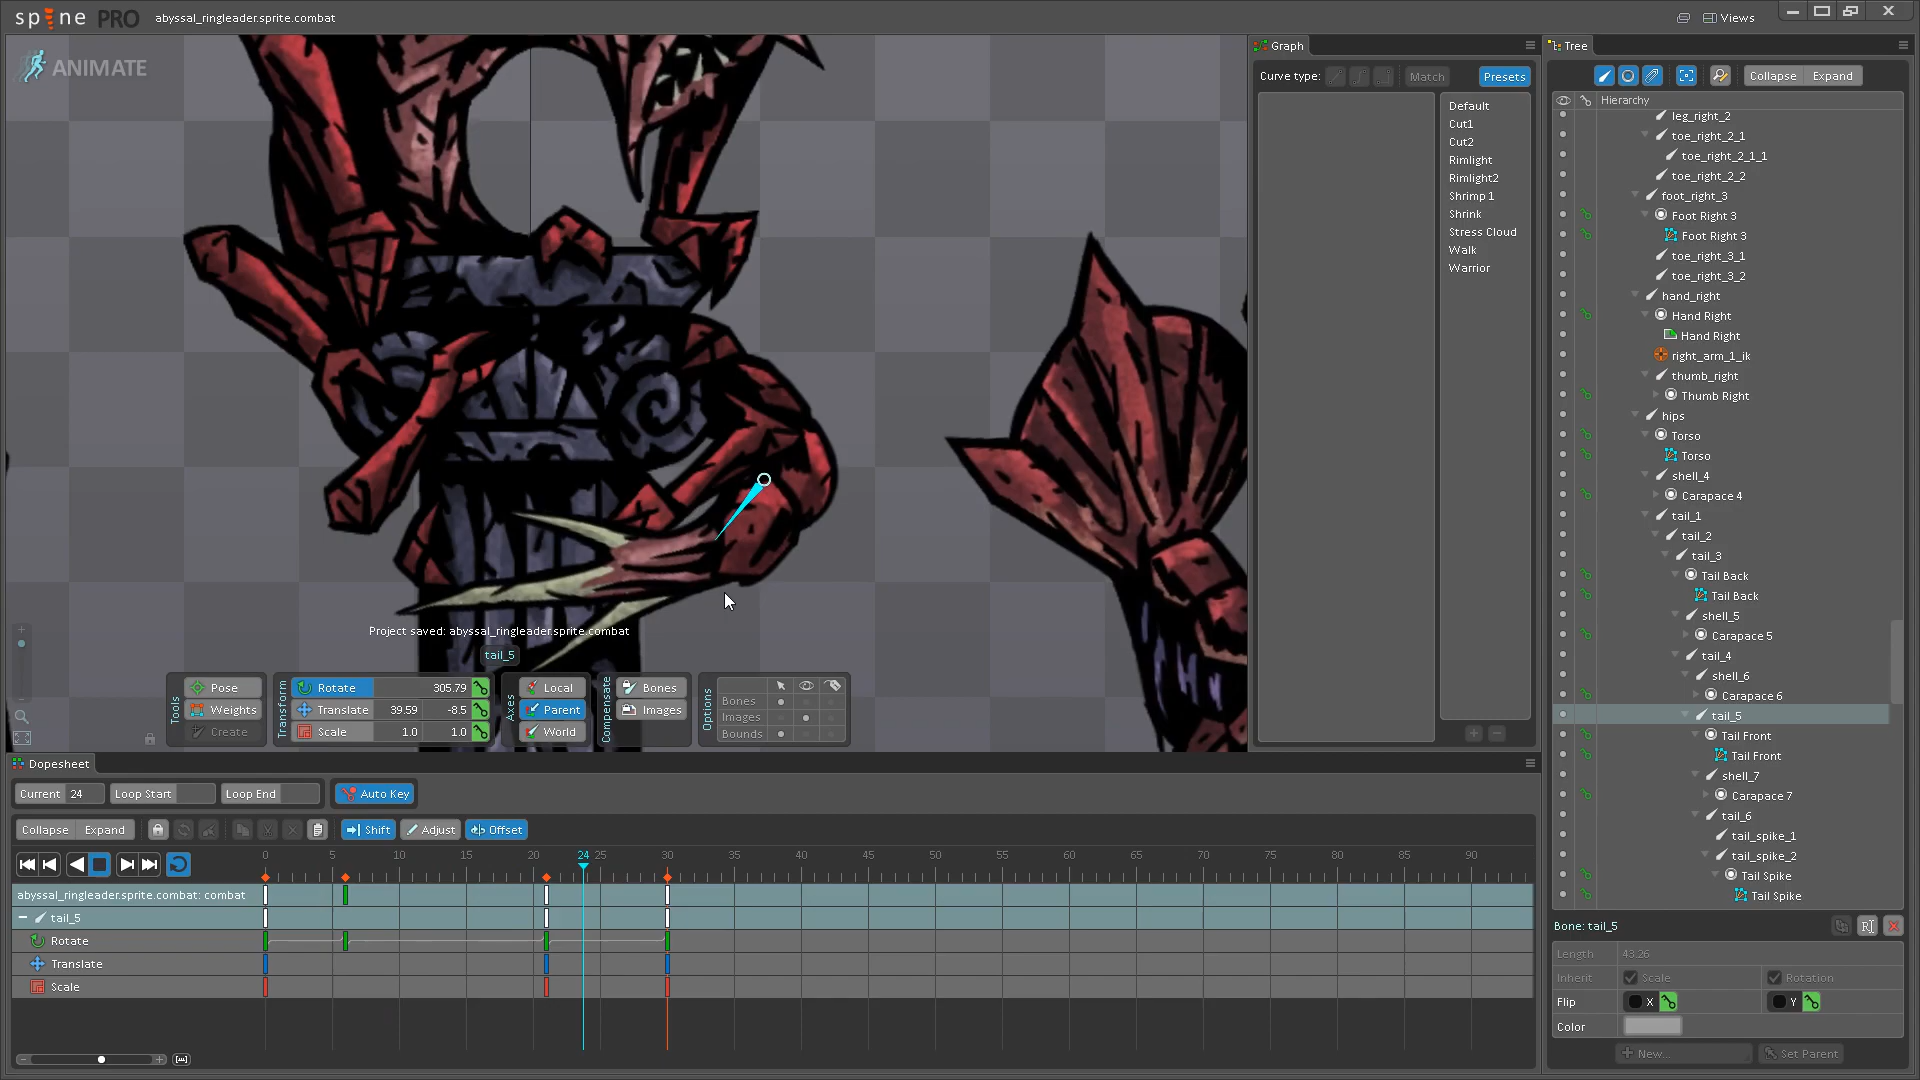 spine PRO abyssal_ringleader.sprite.combat Views
ANIMATE
Project saved: abyssal_ringleader.sprite.combat
tail_5
Tools
Pose
Weights
Create
Transform
Rotate 305.79
Translate 39.59 -8.5
Scale 1.0 1.0
Axes
Local
Parent
World
Compensate
Bones
Images
Options
Bones:
Images:
Bounds:
Graph
Curve type: Match Presets
Default
Cut1
Cut2
Rimlight
Rimlight2
Shrimp 1
Shrink
Stress Cloud
Walk
Warrior
Tree
Collapse Expand
Hierarchy
leg_right_2
toe_right_2_1
toe_right_2_1_1
toe_right_2_2
foot_right_3
Foot Right 3
Foot Right 3
toe_right_3_1
toe_right_3_2
hand_right
Hand Right
Hand Right
right_arm_1_ik
thumb_right
Thumb Right
hips
Torso
Torso
shell_4
Carapace 4
tail_1
tail_2
tail_3
Tail Back
Tail Back
shell_5
Carapace 5
tail_4
shell_6
Carapace 6
tail_5
Tail Front
Tail Front
shell_7
Carapace 7
tail_6
tail_spike_1
tail_spike_2
Tail Spike
Tail Spike
Bone: tail_5
Length 43.26
Inherit Scale Rotation
Flip X Y
Color
New... Set Parent
Dopesheet
Current 24 Loop Start Loop End Auto Key
Collapse Expand Shift Adjust Offset
0 5 10 15 20 24 25 30 35 40 45 50 55 60 65 70 75 80 85 90
abyssal_ringleader.sprite.combat: combat
tail_5
Rotate
Translate
Scale